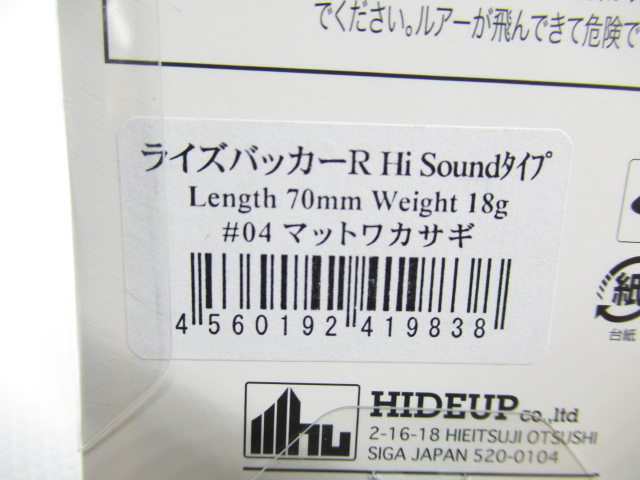 でください。ルアーが飛んできて危険で
ライズバッカーR Hi Soundタイプ
Length 70mm Weight 18g
#04 マットワカサギ
4 560192 419838
紙
台紙
hu
HIDEUP co.,ltd
2-16-18 HIEITSUJI OTSUSHI
SIGA JAPAN 520-0104